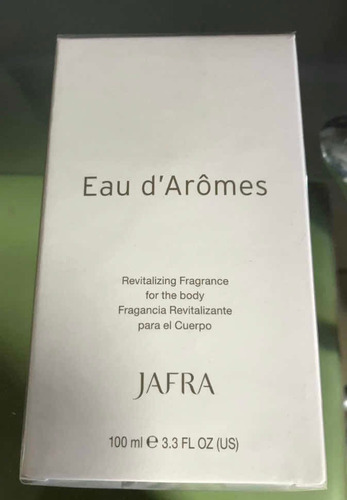 Eau d'Arômes
Revitalizing Fragrance
for the body
Fragancia Revitalizante
para el Cuerpo
JAFRA
100 ml ℮ 3.3 FL OZ (US)